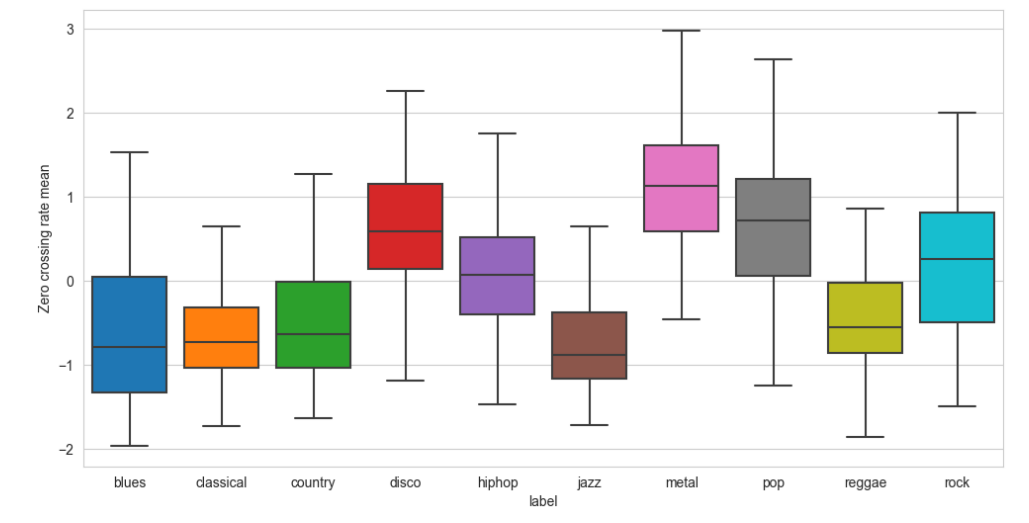 Zero crossing rate mean
3
2
1
0
−1
−2
blues classical country disco hiphop jazz metal pop reggae rock
label